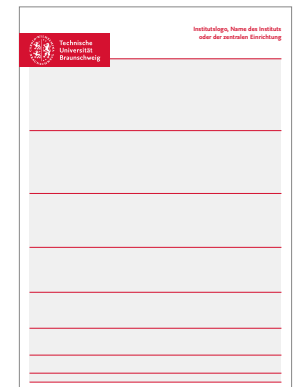 Institutslogo, Name des Instituts
oder der zentralen Einrichtung
Technische
Universität
Braunschweig